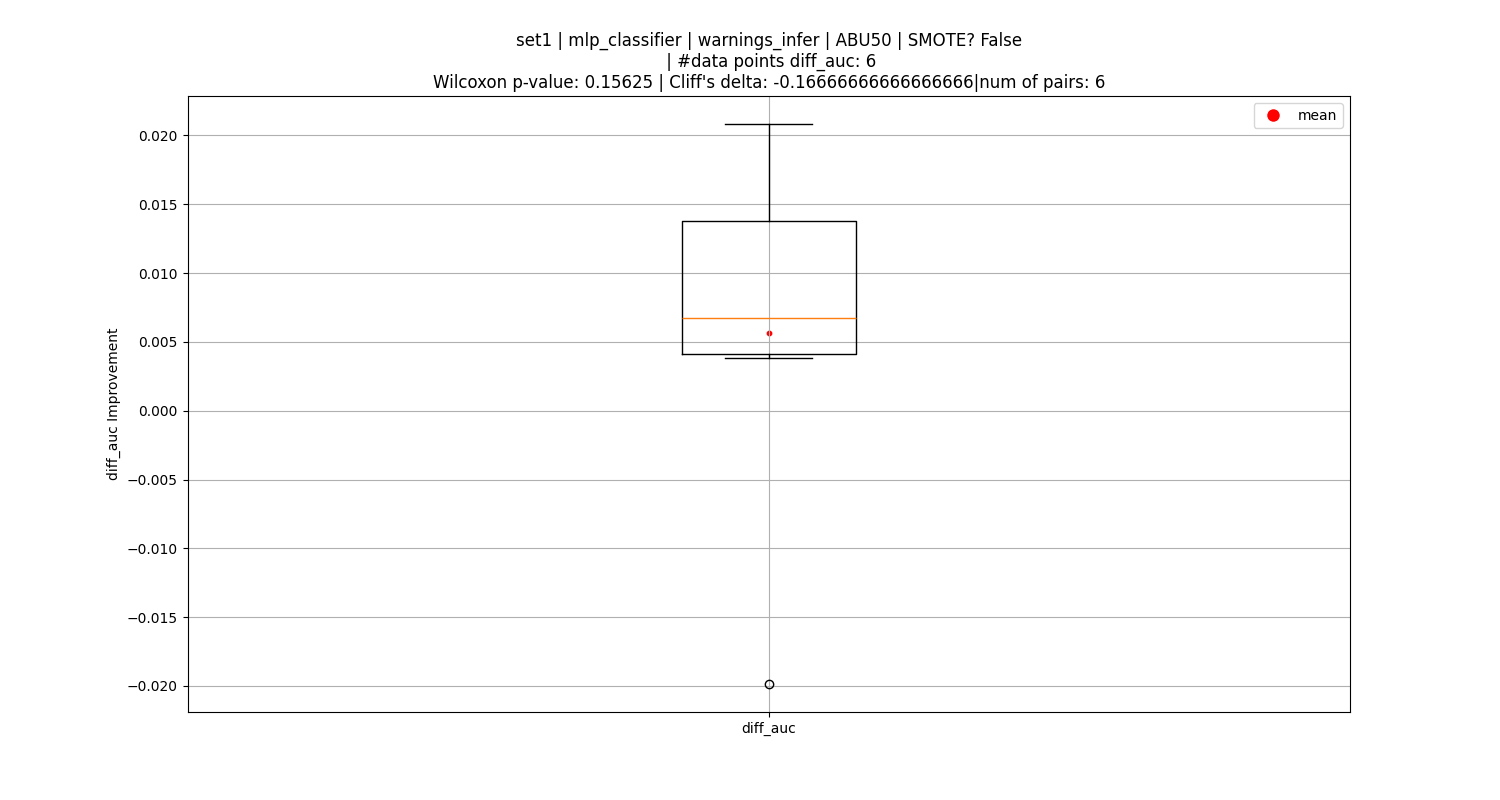 set1 | mlp_classifier | warnings_infer | ABU50 | SMOTE? False
| #data points diff_auc: 6
Wilcoxon p-value: 0.15625 | Cliff's delta: -0.16666666666666666|num of pairs: 6
mean
0.020
0.015
0.010
0.005
0.000
−0.005
−0.010
−0.015
−0.020
diff_auc Improvement
diff_auc